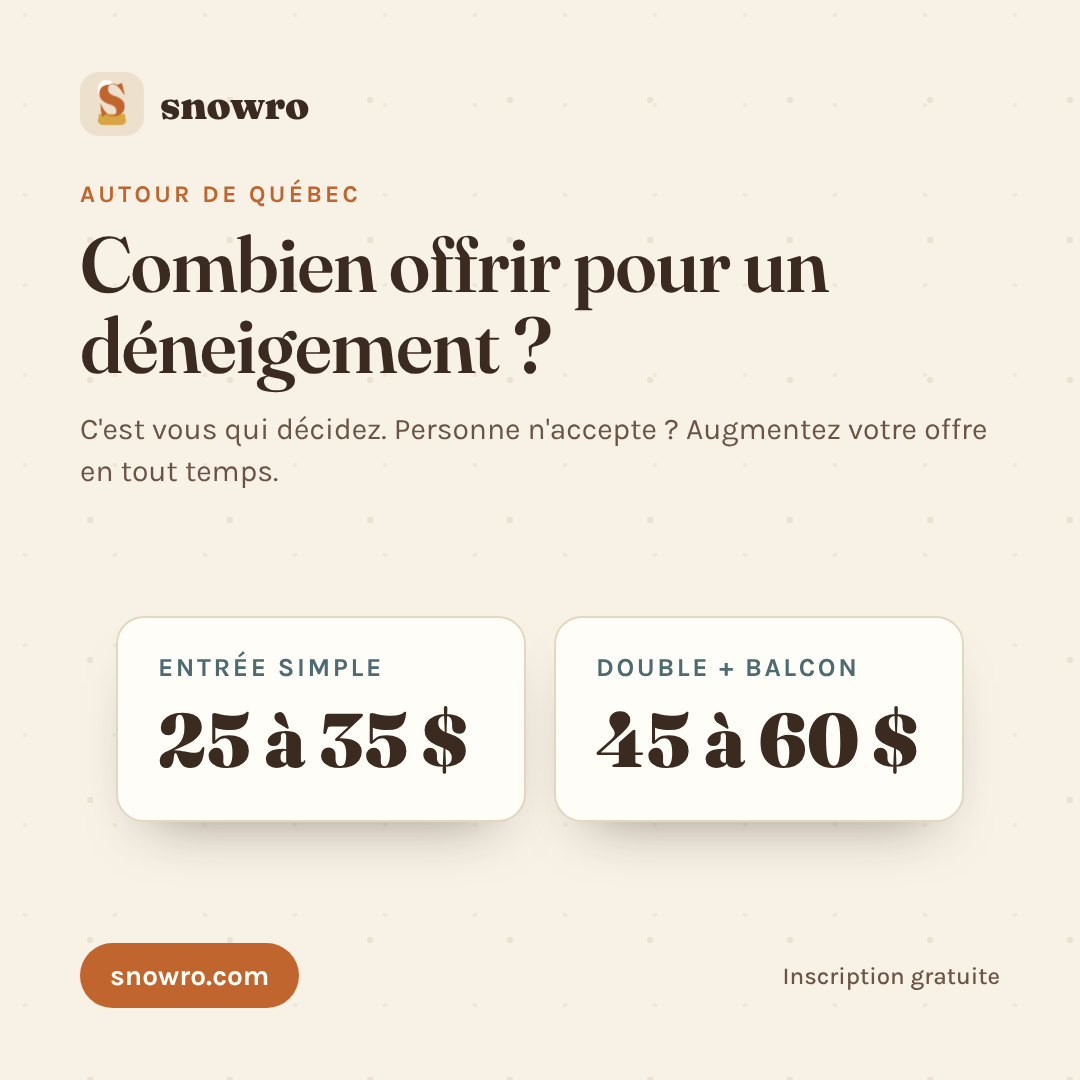 S
snowro
AUTOUR DE QUÉBEC
Combien offrir pour un
déneigement ?
C'est vous qui décidez. Personne n'accepte ? Augmentez votre offre
en tout temps.
ENTRÉE SIMPLE
25 à 35 $
DOUBLE + BALCON
45 à 60 $
snowro.com
Inscription gratuite